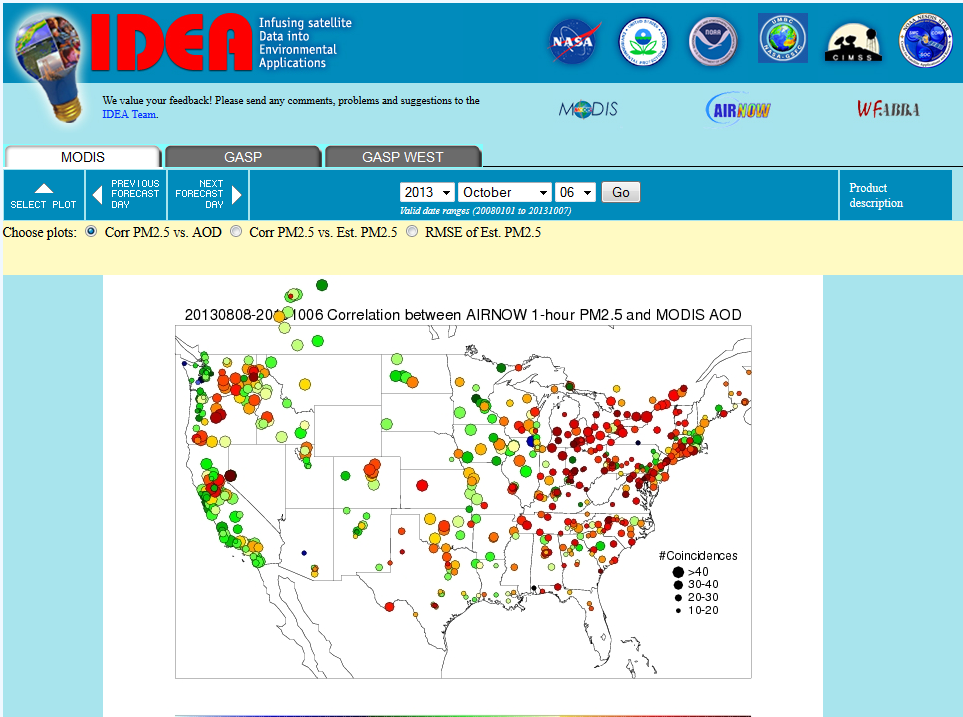 IDEA
Infusing satellite
Data into
Environmental
Applications
NASA
NOAA
UMBC
NASA-GSFC
CIMSS
We value your feedback! Please send any comments, problems and suggestions to the
IDEA Team.
MODIS
AIRNOW
WFABBA
MODIS
GASP
GASP WEST
SELECT PLOT
PREVIOUS
FORECAST
DAY
NEXT
FORECAST
DAY
2013 October 06 Go
Valid date ranges (20080101 to 20131007)
Product
description
Choose plots: Corr PM2.5 vs. AOD Corr PM2.5 vs. Est. PM2.5 RMSE of Est. PM2.5
20130808-20131006 Correlation between AIRNOW 1-hour PM2.5 and MODIS AOD
#Coincidences
>40
30-40
20-30
10-20